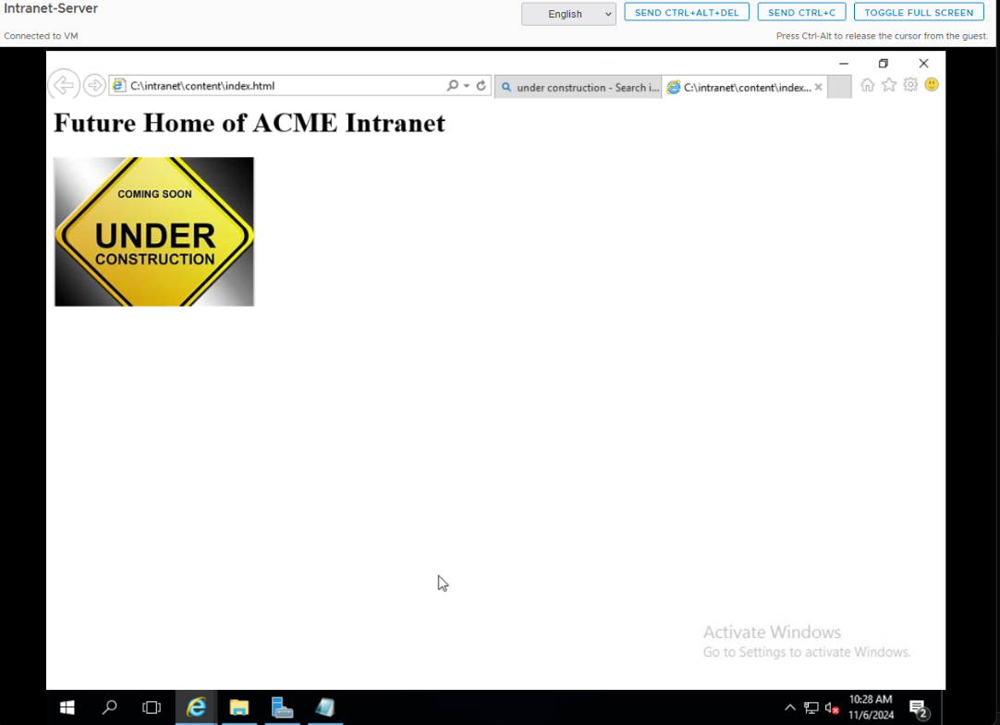 Intranet-Server
English
SEND CTRL+ALT+DEL
SEND CTRL+C
TOGGLE FULL SCREEN
Connected to VM
Press Ctrl-Alt to release the cursor from the guest.
C:\intranet\content\index.html
under construction - Search i...
C:\intranet\content\index...
Future Home of ACME Intranet
COMING SOON
UNDER
CONSTRUCTION
Activate Windows
Go to Settings to activate Windows.
10:28 AM
11/6/2024
2